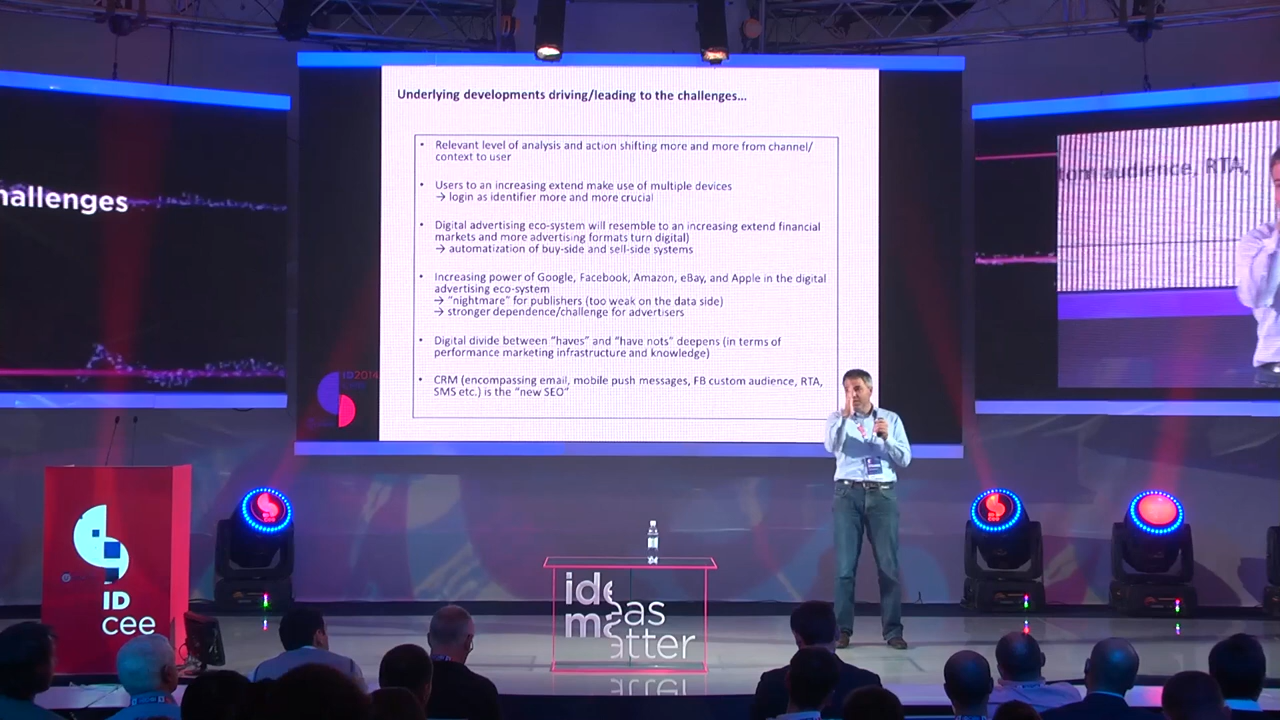 Underlying developments driving/leading to the challenges...
• Relevant level of analysis and action shifting more and more from channel/
context to user
• Users to an increasing extend make use of multiple devices
→ login as identifier more and more crucial
• Digital advertising eco-system will resemble to an increasing extend financial
markets and more advertising formats turn digital)
→ automatization of buy-side and sell-side systems
• Increasing power of Google, Facebook, Amazon, eBay, and Apple in the digital
advertising eco-system
→ "nightmare" for publishers (too weak on the data side)
→ stronger dependence/challenge for advertisers
• Digital divide between "haves" and "have nots" deepens (in terms of
performance marketing infrastructure and knowledge)
• CRM (encompassing email, mobile push messages, FB custom audience, RTA,
SMS etc.) is the "new SEO"
ID2014
hallenges
tom audience, RTA,
ID
cee
ideas
matter
ID
cee